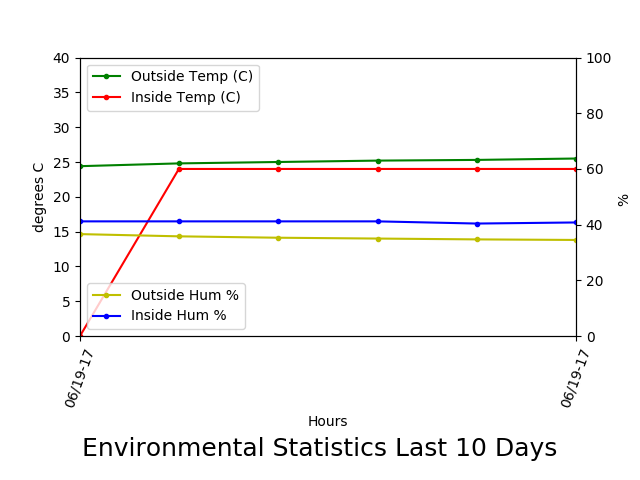 40
35
30
25
20
15
10
5
0
degrees C
Outside Temp (C)
Inside Temp (C)
Outside Hum %
Inside Hum %
100
80
60
40
20
0
%
06/19-17
06/19-17
Hours
Environmental Statistics Last 10 Days